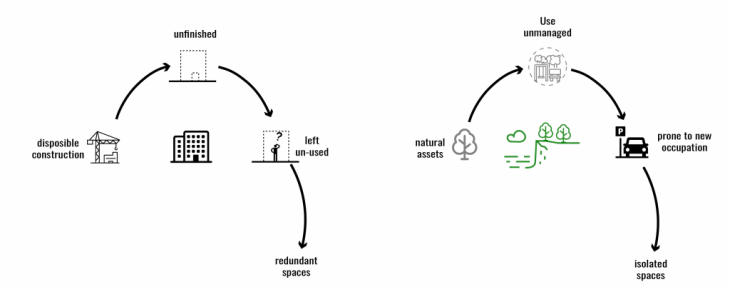 unfinished
disposible
construction
?
left
un-used
redundant
spaces
Use
unmanaged
natural
assets
P
prone to new
occupation
isolated
spaces